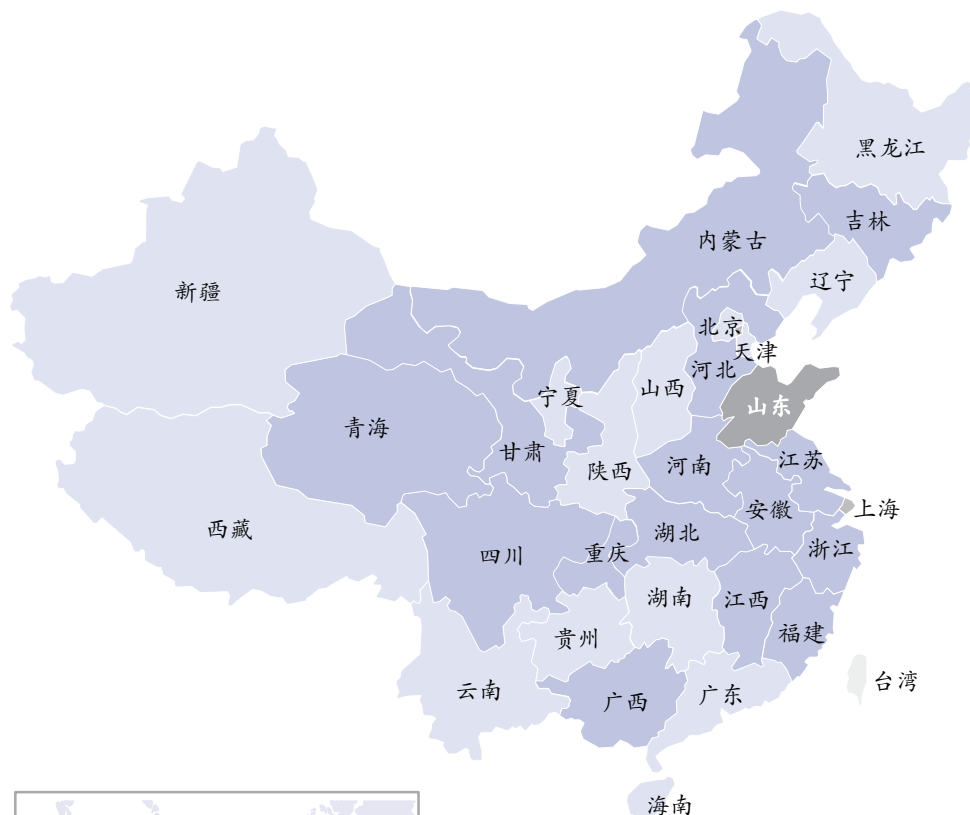 黑龙江
吉林
内蒙古
辽宁
新疆
北京
天津
河北
山西
宁夏
山东
青海
甘肃
江苏
河南
陕西
安徽
上海
西藏
湖北
浙江
四川
重庆
湖南
江西
福建
贵州
台湾
云南
广西
广东
海南